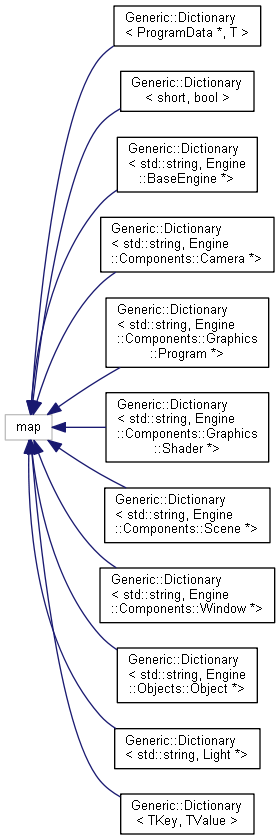 Generic::Dictionary
< ProgramData *, T >
Generic::Dictionary
< short, bool >
Generic::Dictionary
< std::string, Engine
::BaseEngine *>
Generic::Dictionary
< std::string, Engine
::Components::Camera *>
Generic::Dictionary
< std::string, Engine
::Components::Graphics
::Program *>
map
Generic::Dictionary
< std::string, Engine
::Components::Graphics
::Shader *>
Generic::Dictionary
< std::string, Engine
::Components::Scene *>
Generic::Dictionary
< std::string, Engine
::Components::Window *>
Generic::Dictionary
< std::string, Engine
::Objects::Object *>
Generic::Dictionary
< std::string, Light *>
Generic::Dictionary
< TKey, TValue >